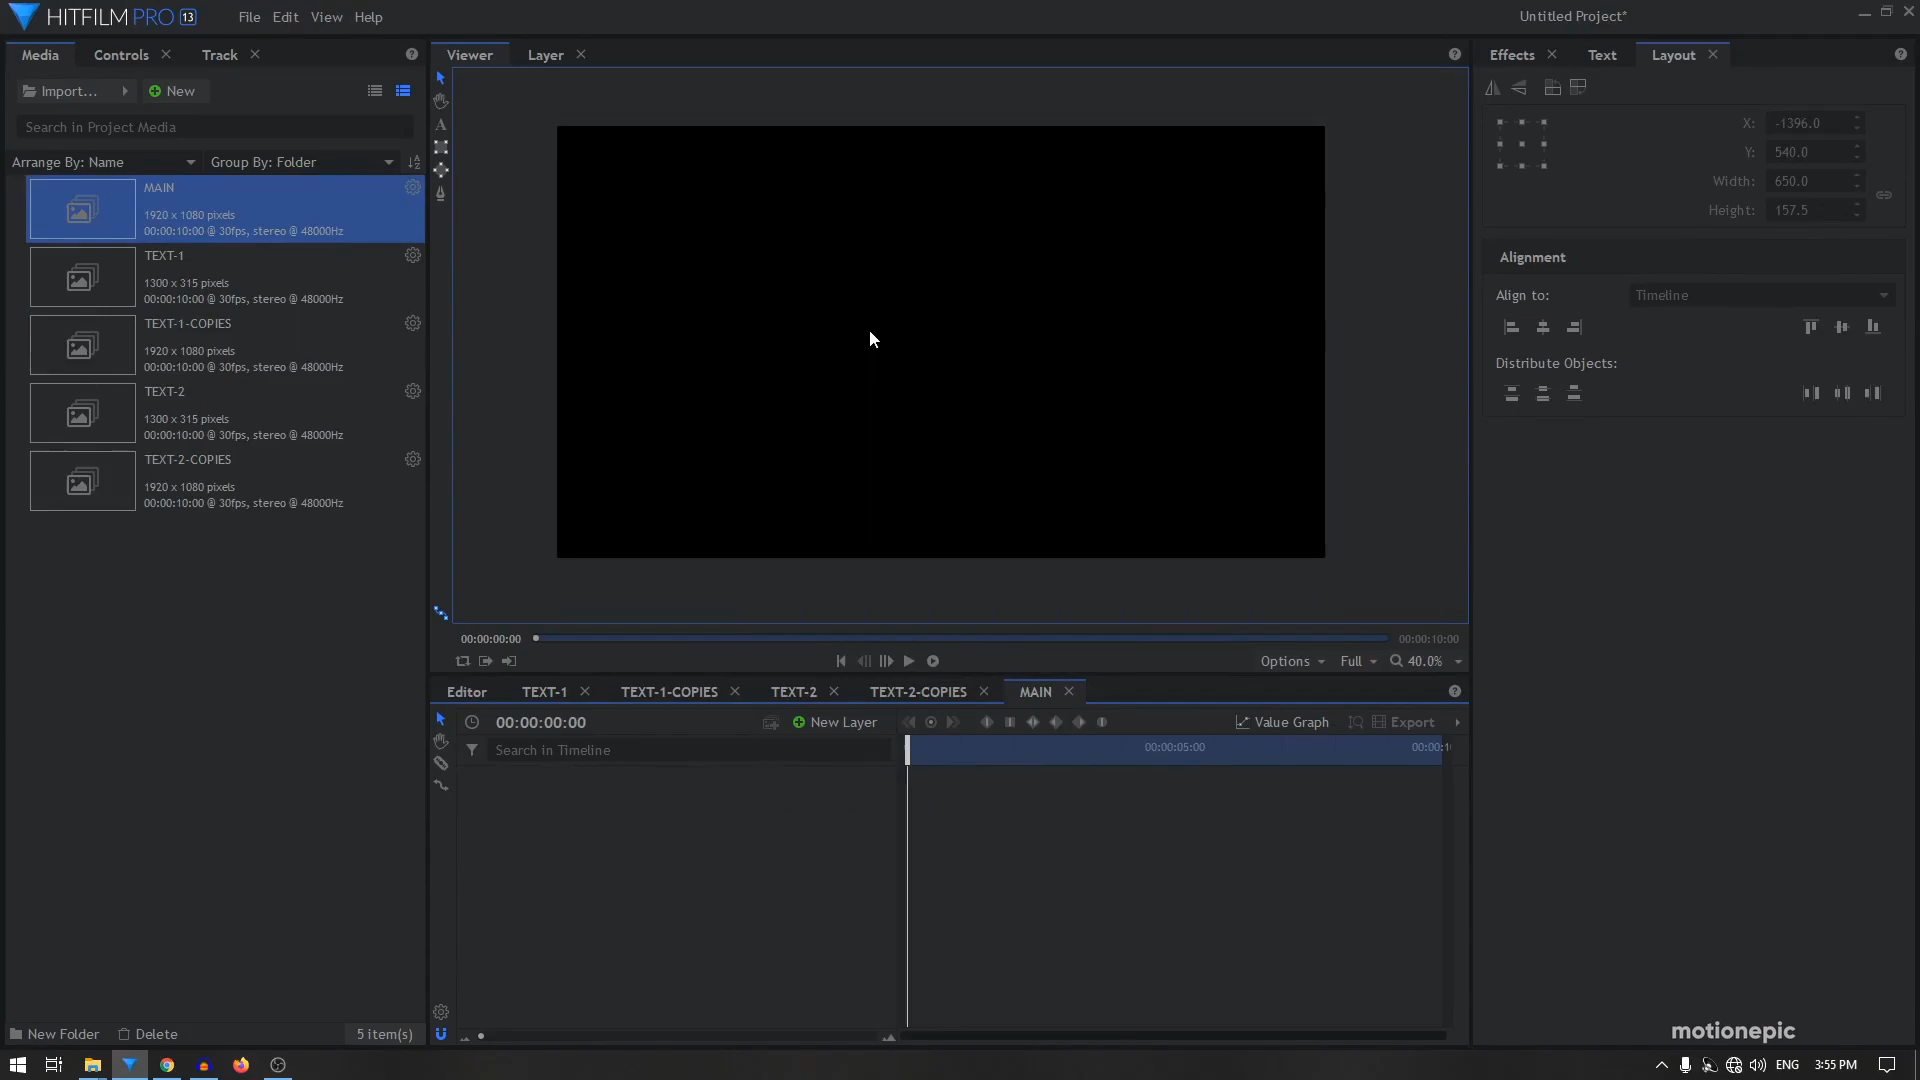 HITFILM PRO 13
File Edit View Help
Untitled Project*
Media Controls Track
Import... New
Search in Project Media
Arrange By: Name Group By: Folder
MAIN
1920 x 1080 pixels
00:00:10:00 @ 30fps, stereo @ 48000Hz
TEXT-1
1300 x 315 pixels
00:00:10:00 @ 30fps, stereo @ 48000Hz
TEXT-1-COPIES
1920 x 1080 pixels
00:00:10:00 @ 30fps, stereo @ 48000Hz
TEXT-2
1300 x 315 pixels
00:00:10:00 @ 30fps, stereo @ 48000Hz
TEXT-2-COPIES
1920 x 1080 pixels
00:00:10:00 @ 30fps, stereo @ 48000Hz
New Folder Delete 5 item(s)
Viewer Layer
A
00:00:00:00 00:00:10:00
Options Full 40.0%
Editor TEXT-1 TEXT-1-COPIES TEXT-2 TEXT-2-COPIES MAIN
00:00:00:00 New Layer Value Graph Export
Search in Timeline 00:00:05:00 00:00:1
Effects Text Layout
X: -1396.0
Y: 540.0
Width: 650.0
Height: 157.5
Alignment
Align to: Timeline
Distribute Objects:
motionepic
ENG 3:55 PM